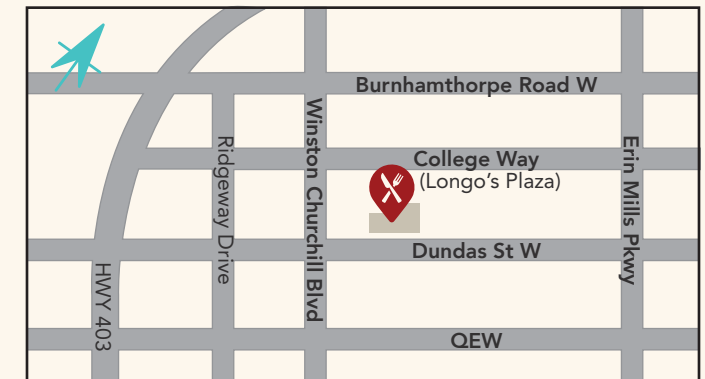 Burnhamthorpe Road W
College Way
(Longo's Plaza)
Ridgeway Drive
Winston Churchill Blvd
Erin Mills Pkwy
Dundas St W
HWY 403
QEW